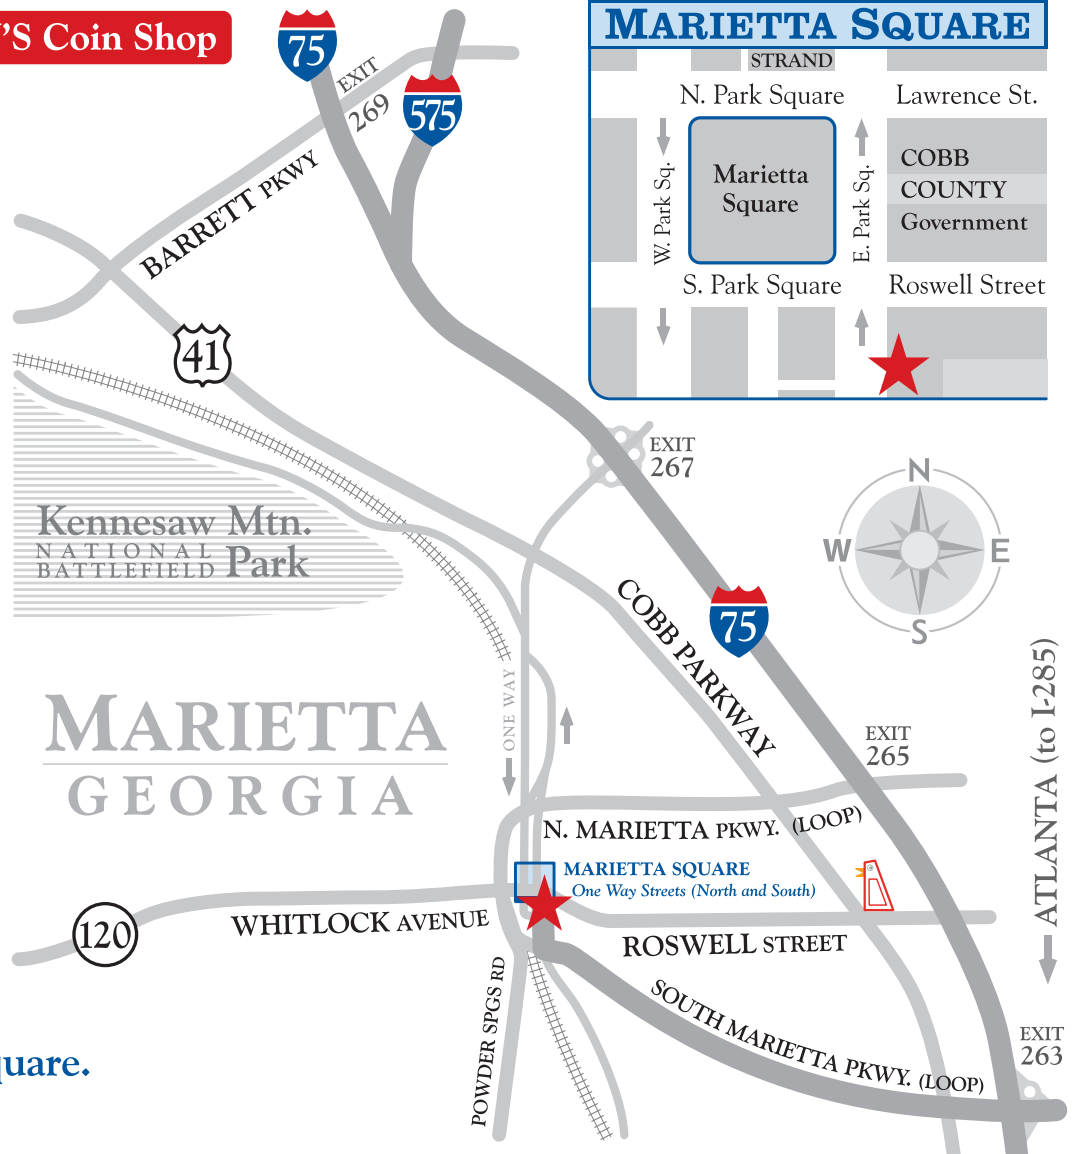 'S Coin Shop
75
EXIT
269
575
BARRETT PKWY
41
MARIETTA SQUARE
STRAND
N. Park Square
Lawrence St.
W. Park Sq.
Marietta
Square
E. Park Sq.
COBB
COUNTY
Government
S. Park Square
Roswell Street
EXIT
267
N
W
E
S
Kennesaw Mtn.
NATIONAL
BATTLEFIELD
Park
COBB PARKWAY
75
MARIETTA
GEORGIA
ONE WAY
EXIT
265
ATLANTA (to I-285)
N. MARIETTA PKWY. (LOOP)
MARIETTA SQUARE
One Way Streets (North and South)
120
WHITLOCK AVENUE
ROSWELL STREET
POWDER SPGS RD
SOUTH MARIETTA PKWY. (LOOP)
EXIT
263
quare.